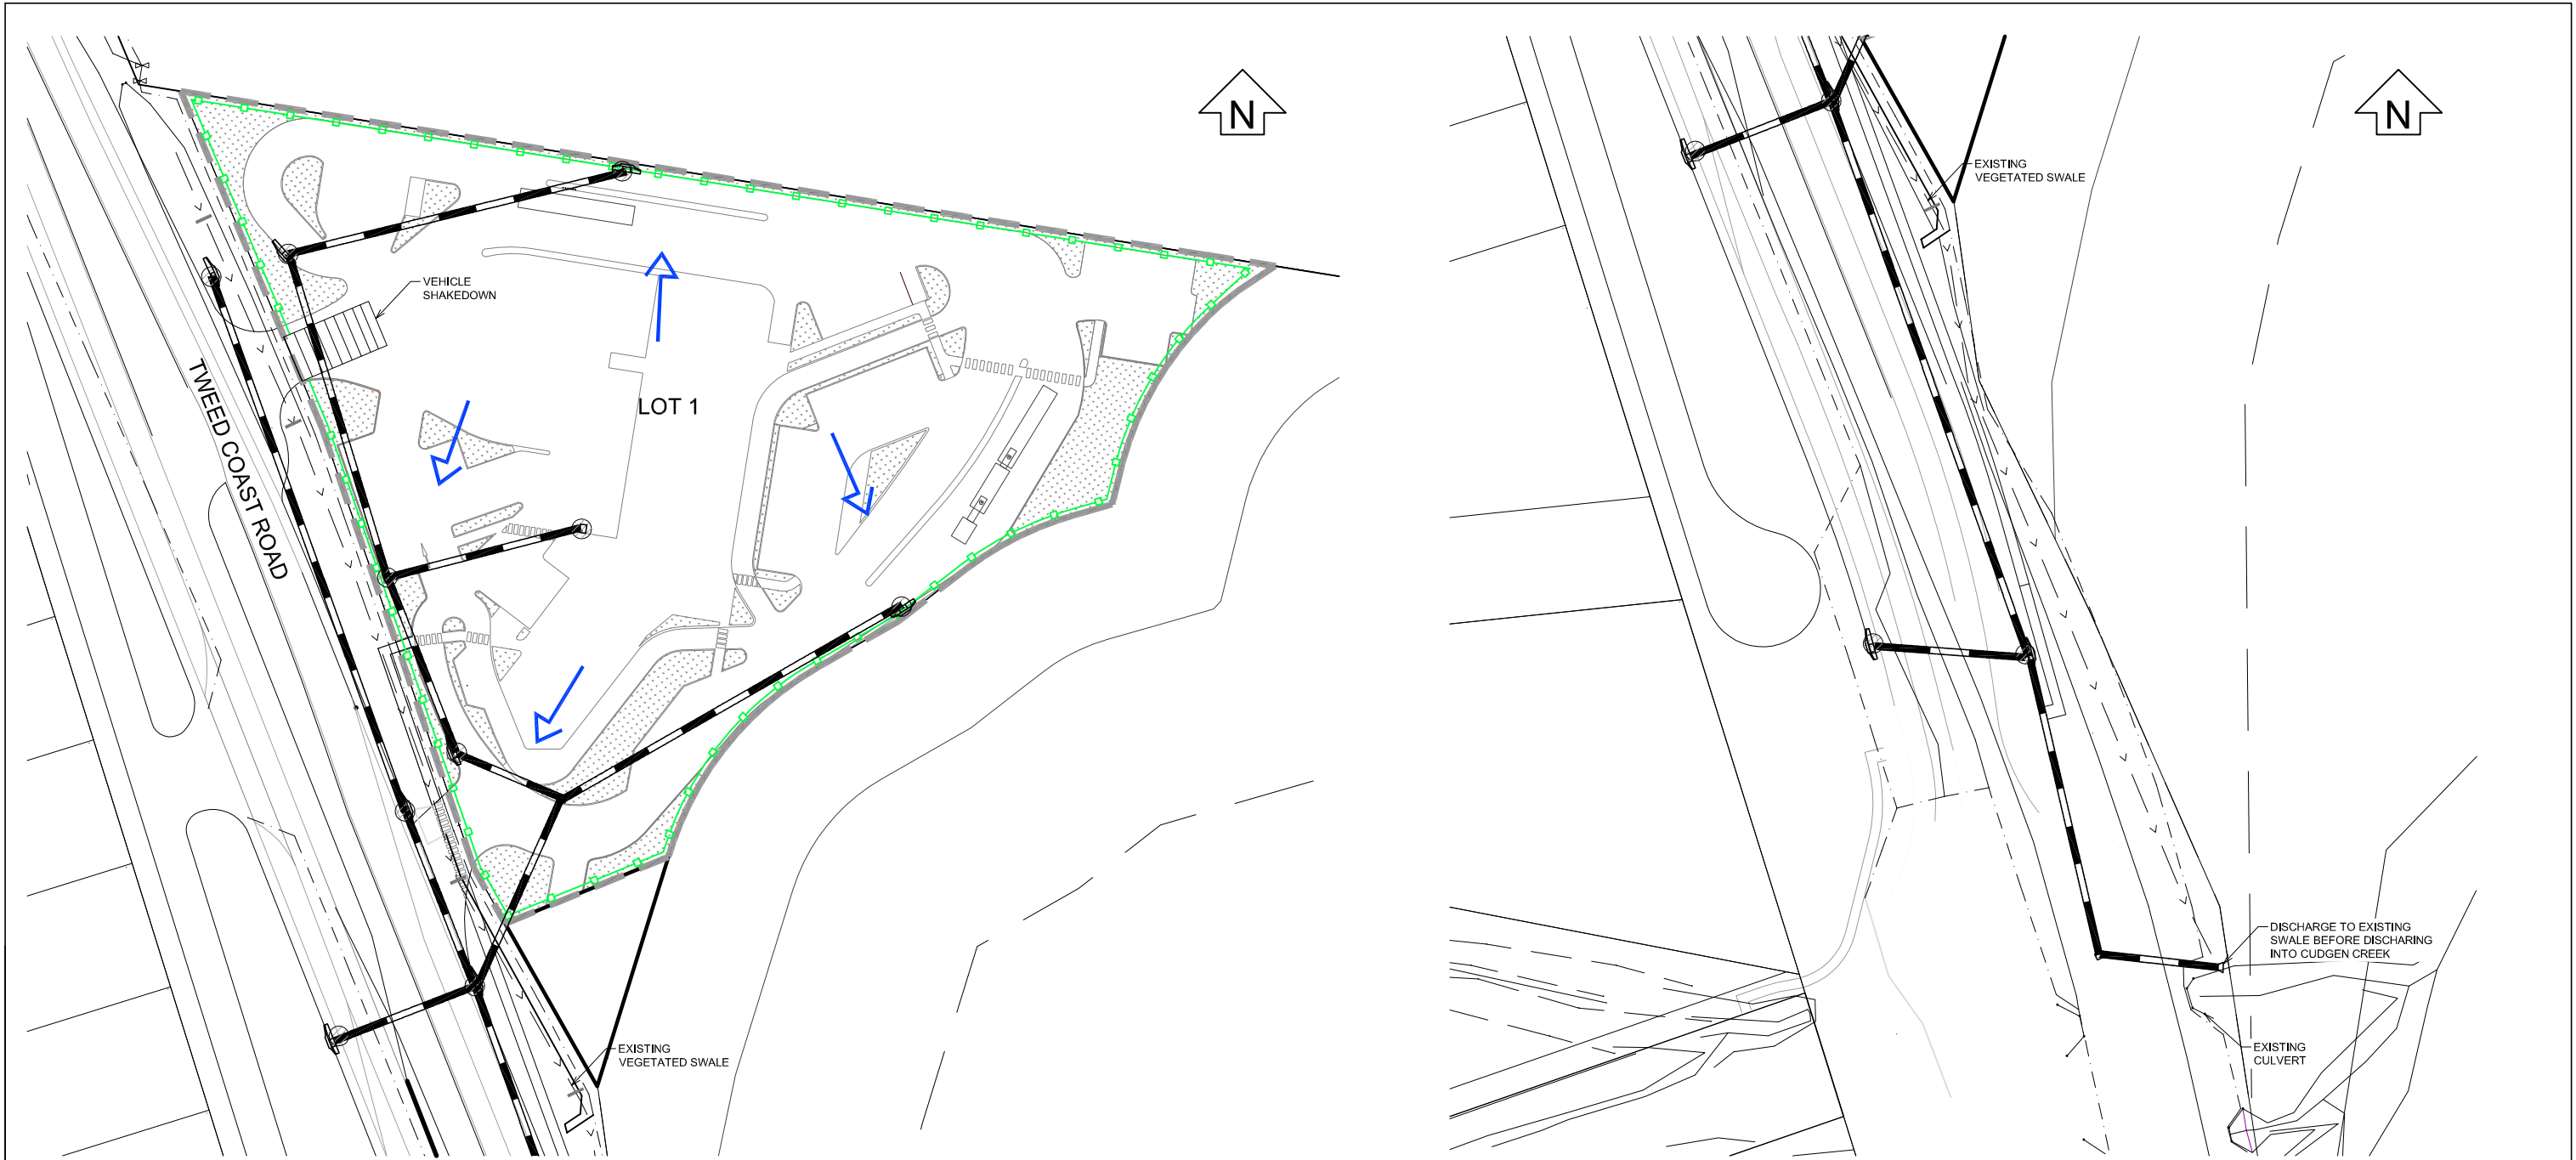 N
VEHICLE
SHAKEDOWN
TWEED COAST ROAD
LOT 1
EXISTING
VEGETATED SWALE
N
EXISTING
VEGETATED SWALE
DISCHARGE TO EXISTING
SWALE BEFORE DISCHARING
INTO CUDGEN CREEK
EXISTING
CULVERT